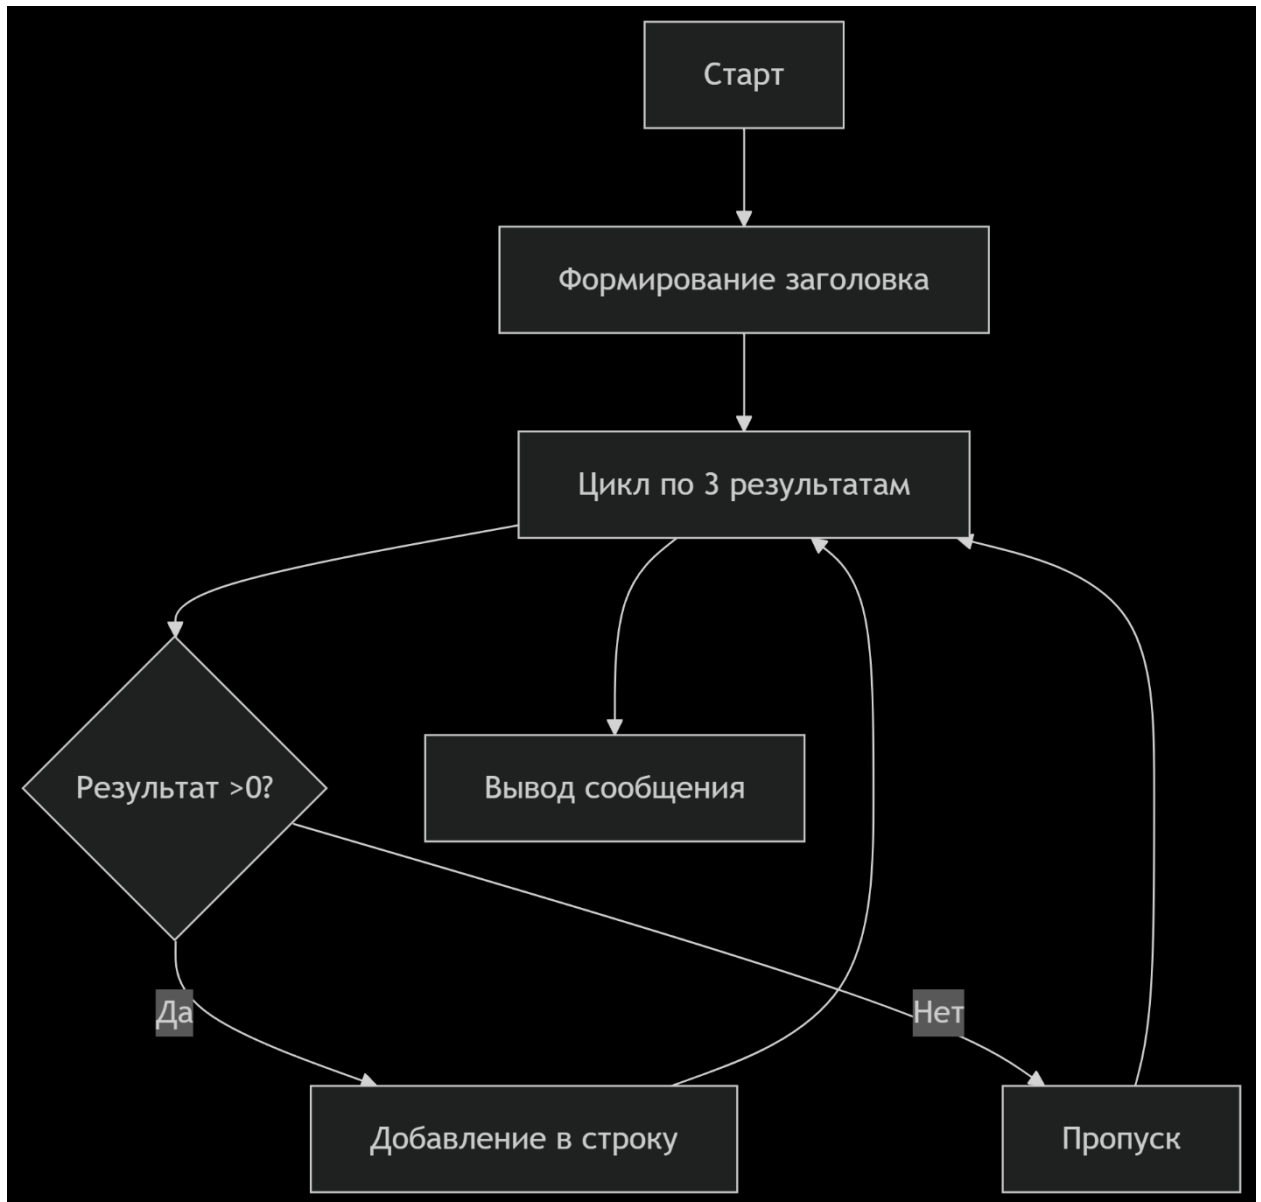 Старт
Формирование заголовка
Цикл по 3 результатам
Результат >0?
Вывод сообщения
Да
Нет
Добавление в строку
Пропуск